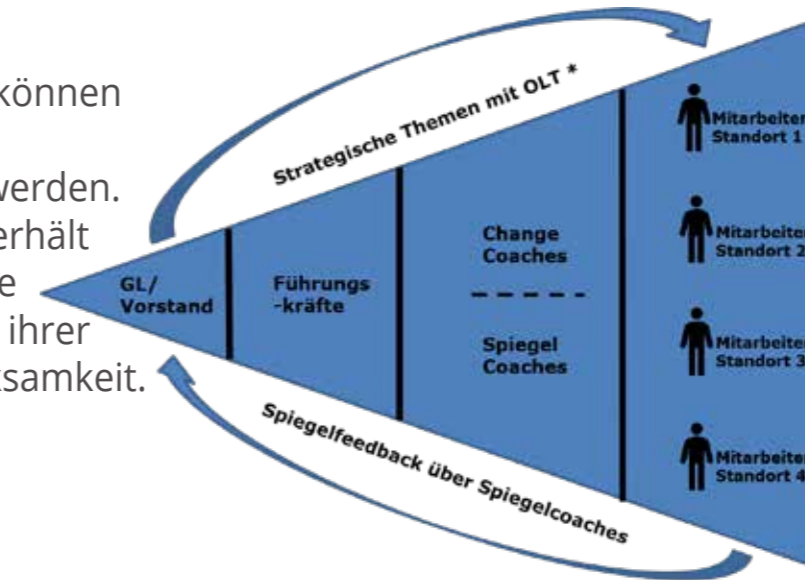 können
werden.
erhält
e
ihrer
ksamkeit.
Strategische Themen mit OLT *
GL/
Vorstand
Führungs
-kräfte
Change
Coaches
Spiegel
Coaches
Mitarbeiter
Standort 1
Mitarbeiter
Standort 2
Mitarbeiter
Standort 3
Mitarbeiter
Standort 4
Spiegelfeedback über Spiegelcoaches